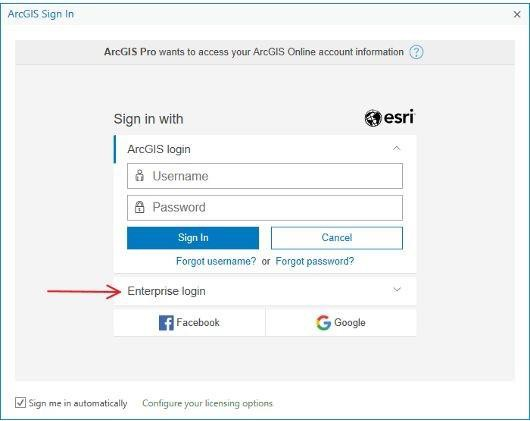 ArcGIS Sign In
ArcGIS Pro wants to access your ArcGIS Online account information ?
Sign in with
esri
ArcGIS login
Username
Password
Sign In
Cancel
Forgot username? or Forgot password?
Enterprise login
Facebook
Google
Sign me in automatically
Configure your licensing options